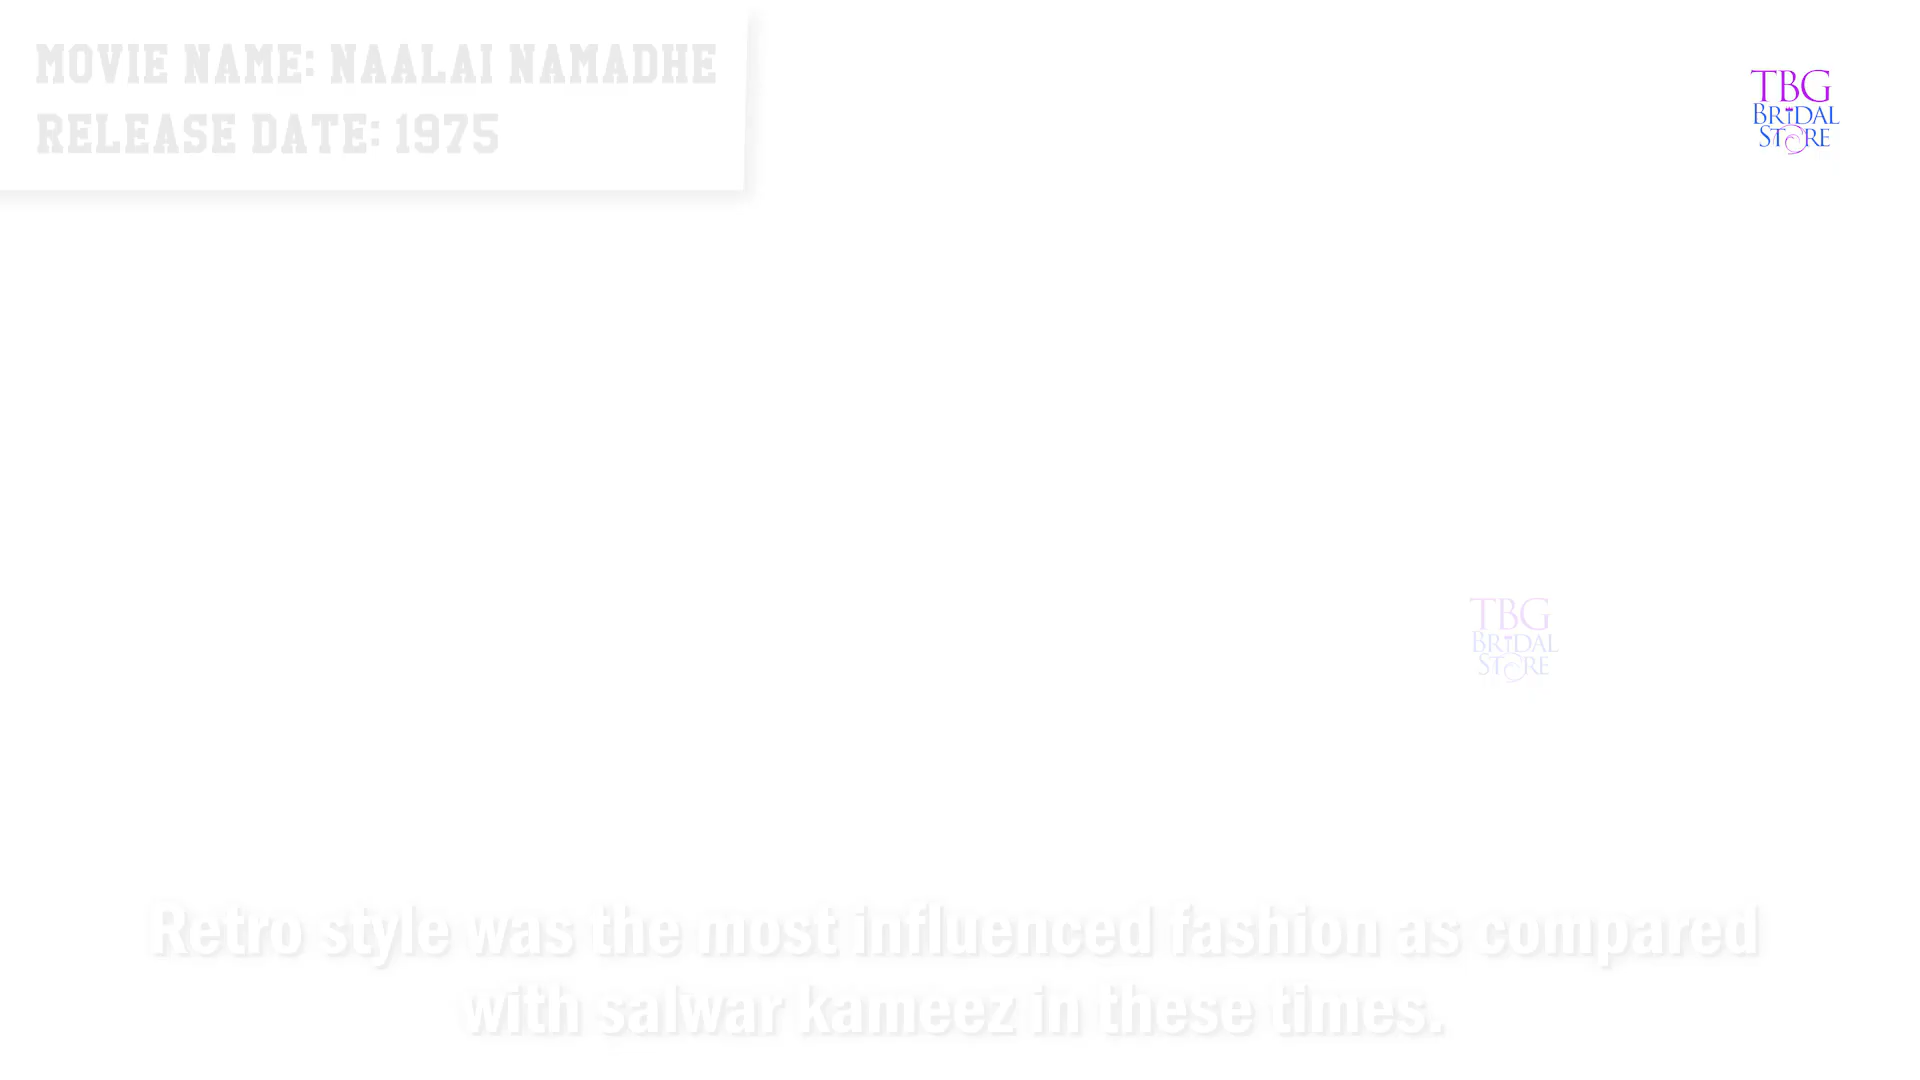 MOVIE NAME: NAALAI NAMADHE
RELEASE DATE: 1975
TBG
BRIDAL
STORE
TBG
BRIDAL
STORE
Retro style was the most influenced fashion as compared
with salwar kameez in these times.